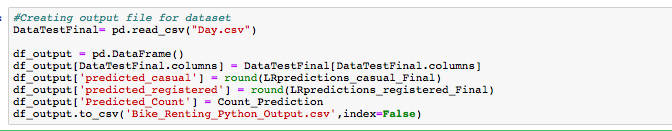 #Creating output file for dataset
DataTestFinal= pd.read_csv("Day.csv")
df_output = pd.DataFrame()
df_output[DataTestFinal.columns] = DataTestFinal[DataTestFinal.columns]
df_output['predicted_casual'] = round(LRpredictions_casual_Final)
df_output['predicted_registered'] = round(LRpredictions_registered_Final)
df_output['Predicted_Count'] = Count_Prediction
df_output.to_csv('Bike_Renting_Python_Output.csv',index=False)